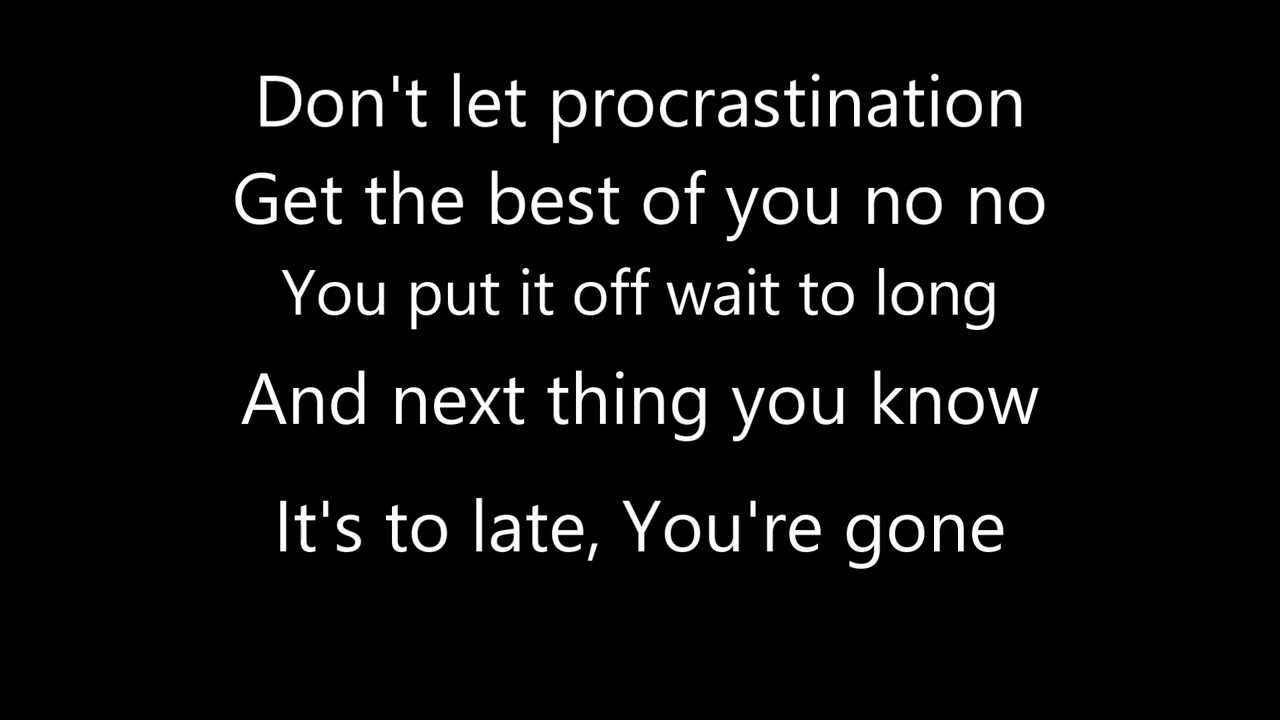 Don't let procrastination
Get the best of you no no
You put it off wait to long
And next thing you know
It's to late, You're gone